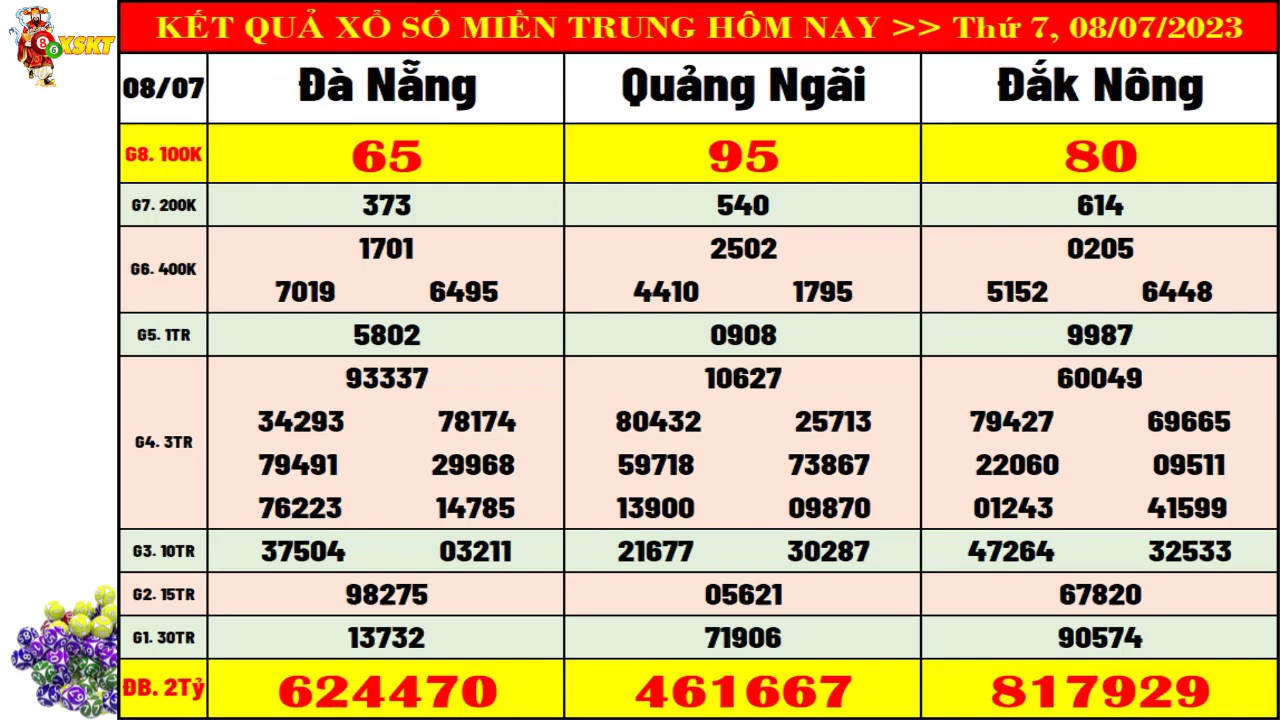 XSKT
KẾT QUẢ XỔ SỐ MIỀN TRUNG HÔM NAY >> Thứ 7, 08/07/2023
08/07 Đà Nẵng Quảng Ngãi Đắk Nông
G8. 100K 65 95 80
G7. 200K 373 540 614
G6. 400K
1701 2502 0205
7019 6495 4410 1795 5152 6448
G5. 1TR 5802 0908 9987
G4. 3TR
93337 10627 60049
34293 78174 80432 25713 79427 69665
79491 29968 59718 73867 22060 09511
76223 14785 13900 09870 01243 41599
G3. 10TR 37504 03211 21677 30287 47264 32533
G2. 15TR 98275 05621 67820
G1. 30TR 13732 71906 90574
ĐB. 2Tỷ 624470 461667 817929